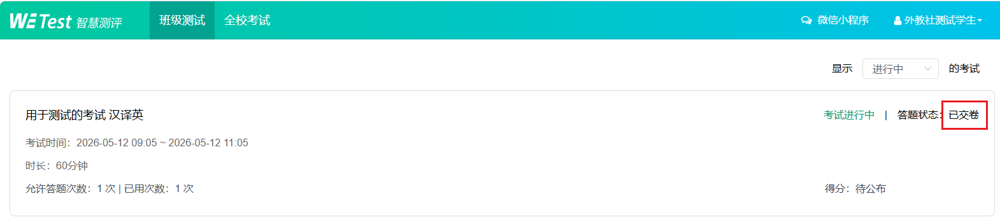 WE Test 智慧测评 班级测试 全校考试 微信小程序 外教社测试学生
显示 进行中 的考试
用于测试的考试 汉译英 考试进行中 | 答题状态：已交卷
考试时间：2026-05-12 09:05 ~ 2026-05-12 11:05
时长：60分钟
允许答题次数：1 次 | 已用次数：1 次 得分：待公布